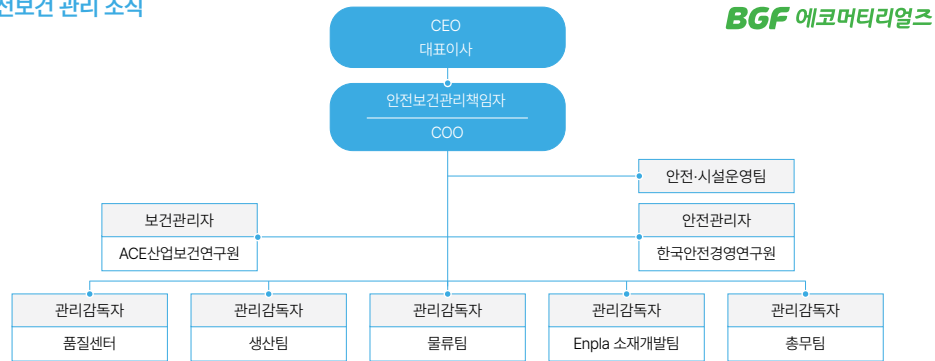 전보건 관리 조직
BGF 에코머티리얼즈
CEO
대표이사
안전보건관리책임자
COO
안전·시설운영팀
보건관리자
안전관리자
ACE산업보건연구원
한국안전경영연구원
관리감독자
관리감독자
관리감독자
관리감독자
관리감독자
품질센터
생산팀
물류팀
Enpla 소재개발팀
총무팀